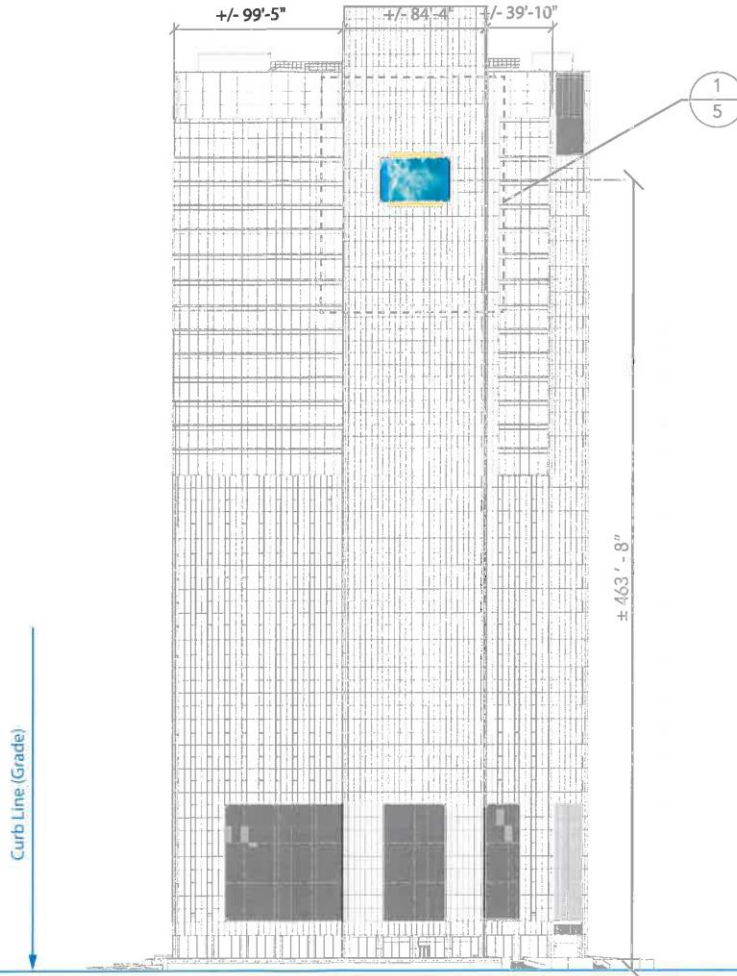 +/- 99'-5" +/- 84'-4" +/- 39'-10"
1
5
± 463 ' - 8"
Curb Line (Grade)